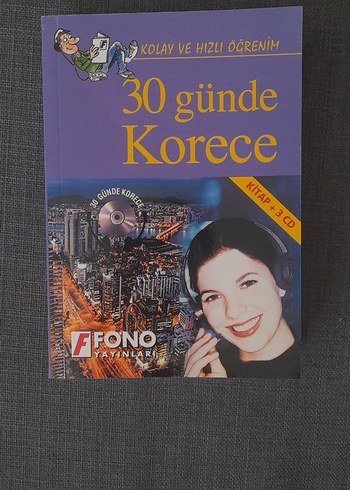 KOLAY VE HIZLI ÖĞRENİM
30 günde
Korece
KİTAP + 3 CD
30 GÜNDE KORECE
FONO
YAYINLARI